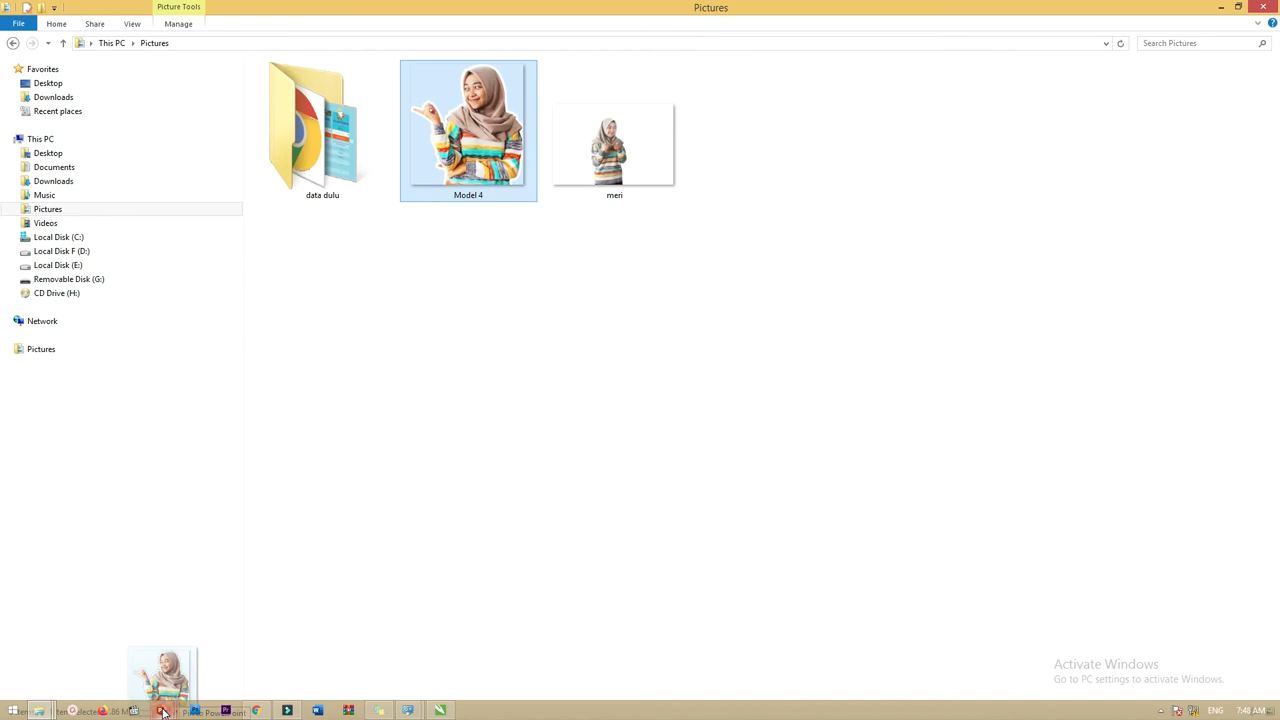 Picture Tools
Pictures
File
Home
Share
View
Manage
This PC
Pictures
Search Pictures
Favorites
Desktop
Downloads
Recent places
This PC
Desktop
Documents
Downloads
Music
Pictures
Videos
Local Disk (C:)
Local Disk F (D:)
Local Disk (E:)
Removable Disk (G:)
CD Drive (H:)
Network
Pictures
data dulu
Model 4
meri
Activate Windows
Go to PC settings to activate Windows.
PowerPoint
ENG
7:48 AM